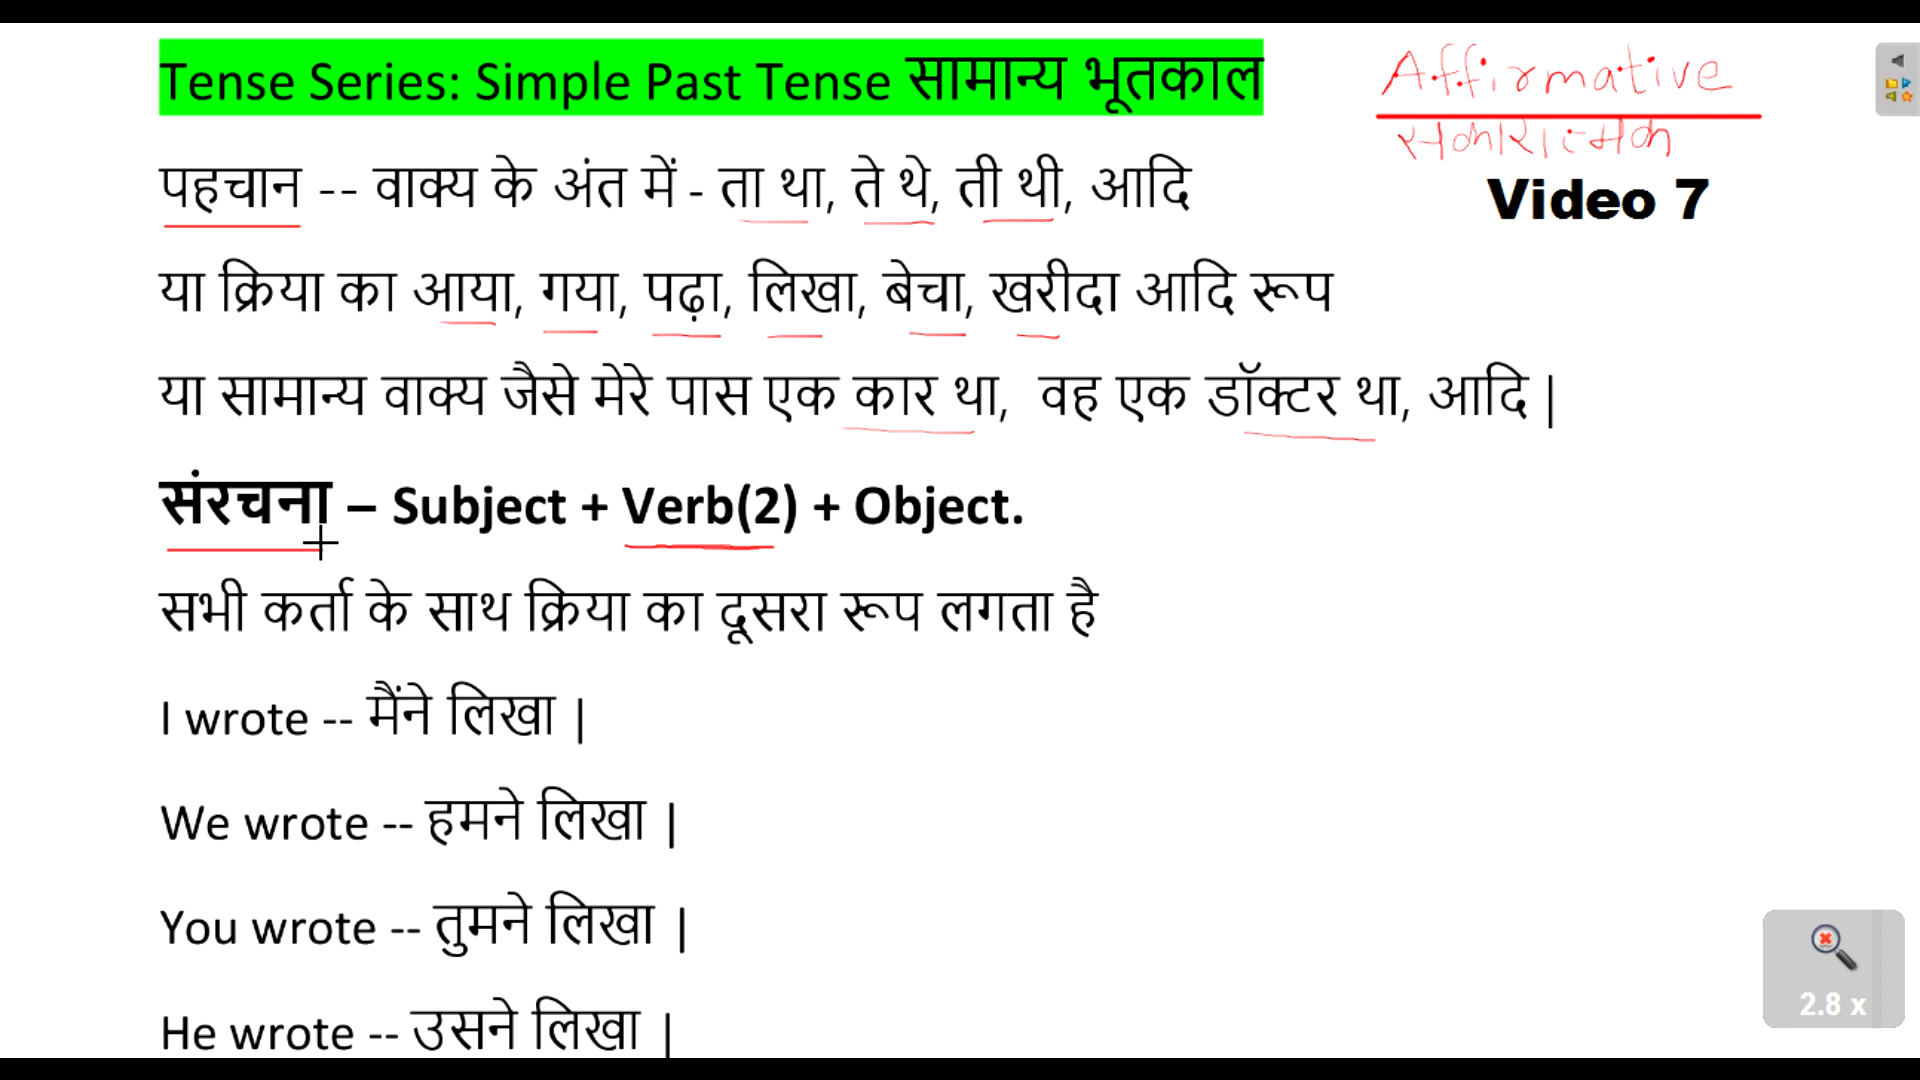 Tense Series: Simple Past Tense सामान्य भूतकाल
Affirmative
सकारात्मक
Video 7
पहचान -- वाक्य के अंत में - ता था, ते थे, ती थी, आदि
या क्रिया का आया, गया, पढ़ा, लिखा, बेचा, खरीदा आदि रूप
या सामान्य वाक्य जैसे मेरे पास एक कार था, वह एक डॉक्टर था, आदि |
संरचना – Subject + Verb(2) + Object.
सभी कर्ता के साथ क्रिया का दूसरा रूप लगता है
I wrote -- मैंने लिखा |
We wrote -- हमने लिखा |
You wrote -- तुमने लिखा |
He wrote -- उसने लिखा |
2.8 x